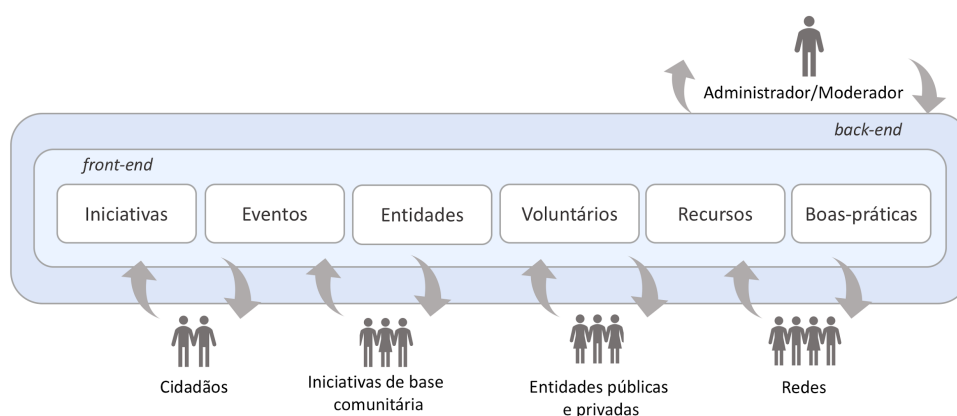 Administrador/Moderador
back-end
front-end
Iniciativas
Eventos
Entidades
Voluntários
Recursos
Boas-práticas
Cidadãos
Iniciativas de base
comunitária
Entidades públicas
e privadas
Redes